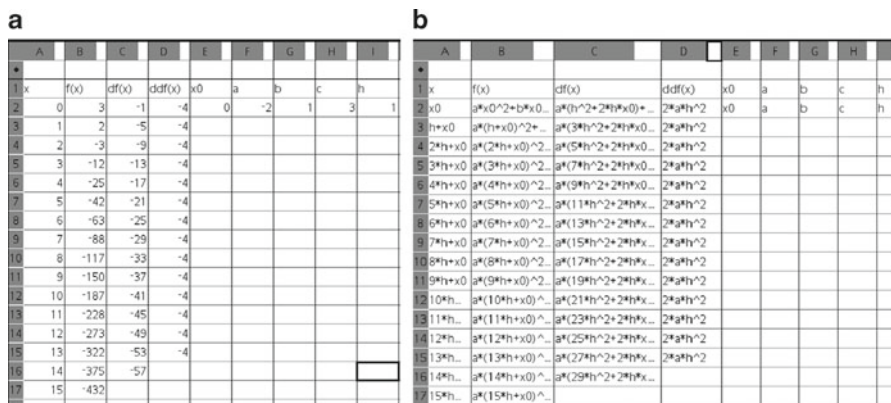 a
A B C D E F G H I
◆
1 x f(x) df(x) ddf(x) x0 a b c h
2 0 3 -1 -4 0 -2 1 3 1
3 1 2 -5 -4
4 2 -3 -9 -4
5 3 -12 -13 -4
6 4 -25 -17 -4
7 5 -42 -21 -4
8 6 -63 -25 -4
9 7 -88 -29 -4
10 8 -117 -33 -4
11 9 -150 -37 -4
12 10 -187 -41 -4
13 11 -228 -45 -4
14 12 -273 -49 -4
15 13 -322 -53 -4
16 14 -375 -57
17 15 -432
b
A B C D E F G H
◆
1 x f(x) df(x) ddf(x) x0 a b c h
2 x0 a*x0^2+b*x0... a*(h^2+2*h*x0)+... 2*a*h^2 x0 a b c h
3 h+x0 a*(h+x0)^2+... a*(3*h^2+2*h*x0... 2*a*h^2
4 2*h+x0 a*(2*h+x0)^2... a*(5*h^2+2*h*x0... 2*a*h^2
5 3*h+x0 a*(3*h+x0)^2... a*(7*h^2+2*h*x0... 2*a*h^2
6 4*h+x0 a*(4*h+x0)^2... a*(9*h^2+2*h*x0... 2*a*h^2
7 5*h+x0 a*(5*h+x0)^2... a*(11*h^2+2*h*x... 2*a*h^2
8 6*h+x0 a*(6*h+x0)^2... a*(13*h^2+2*h*x... 2*a*h^2
9 7*h+x0 a*(7*h+x0)^2... a*(15*h^2+2*h*x... 2*a*h^2
10 8*h+x0 a*(8*h+x0)^2... a*(17*h^2+2*h*x... 2*a*h^2
11 9*h+x0 a*(9*h+x0)^2... a*(19*h^2+2*h*x... 2*a*h^2
12 10*h... a*(10*h+x0)^... a*(21*h^2+2*h*x... 2*a*h^2
13 11*h... a*(11*h+x0)^... a*(23*h^2+2*h*x... 2*a*h^2
14 12*h... a*(12*h+x0)^... a*(25*h^2+2*h*x... 2*a*h^2
15 13*h... a*(13*h+x0)^... a*(27*h^2+2*h*x... 2*a*h^2
16 14*h... a*(14*h+x0)^... a*(29*h^2+2*h*x...
17 15*h... a*(15*h+x0)^...